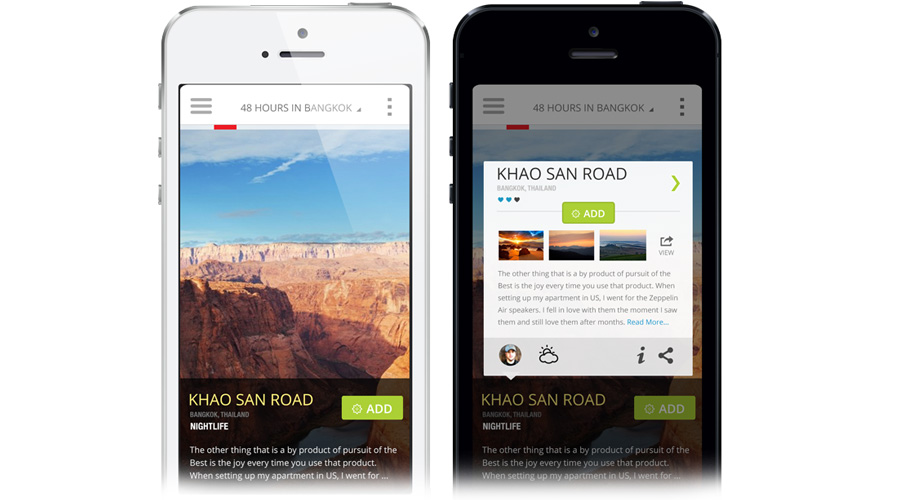 48 HOURS IN BANGKOK
KHAO SAN ROAD
BANGKOK, THAILAND
NIGHTLIFE
ADD
The other thing that is a by product of pursuit of the
Best is the joy every time you use that product.
When setting up my apartment in US, I went for ...
48 HOURS IN BANGKOK
KHAO SAN ROAD
BANGKOK, THAILAND
ADD
VIEW
The other thing that is a by product of pursuit of the
Best is the joy every time you use that product. When
setting up my apartment in US, I went for the Zeppelin
Air speakers. I fell in love with them the moment I saw
them and still love them after months. Read More...
KHAO SAN ROAD
BANGKOK, THAILAND
NIGHTLIFE
ADD
The other thing that is a by product of pursuit of the
Best is the joy every time you use that product.
When setting up my apartment in US, I went for ...